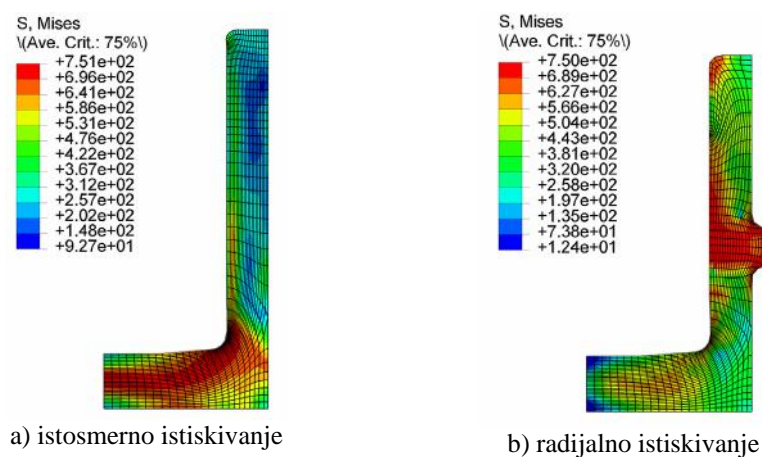 S, Mises
\(Ave. Crit.: 75%\)
+7.51e+02
+6.96e+02
+6.41e+02
+5.86e+02
+5.31e+02
+4.76e+02
+4.22e+02
+3.67e+02
+3.12e+02
+2.57e+02
+2.02e+02
+1.48e+02
+9.27e+01
a) istosmerno istiskivanje
S, Mises
\(Ave. Crit.: 75%\)
+7.50e+02
+6.89e+02
+6.27e+02
+5.66e+02
+5.04e+02
+4.43e+02
+3.81e+02
+3.20e+02
+2.58e+02
+1.97e+02
+1.35e+02
+7.38e+01
+1.24e+01
b) radijalno istiskivanje